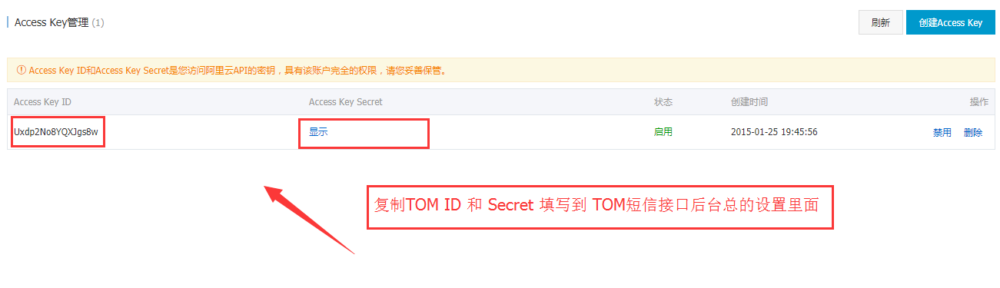 Access Key管理 (1)
刷新
创建Access Key
Access Key ID和Access Key Secret是您访问阿里云API的密钥，具有该账户完全的权限，请您妥善保管。
Access Key ID Access Key Secret 状态 创建时间 操作
Uxdp2No8YQXJgs8w 显示 启用 2015-01-25 19:45:56 禁用 删除
复制TOM ID 和 Secret 填写到 TOM短信接口后台总的设置里面